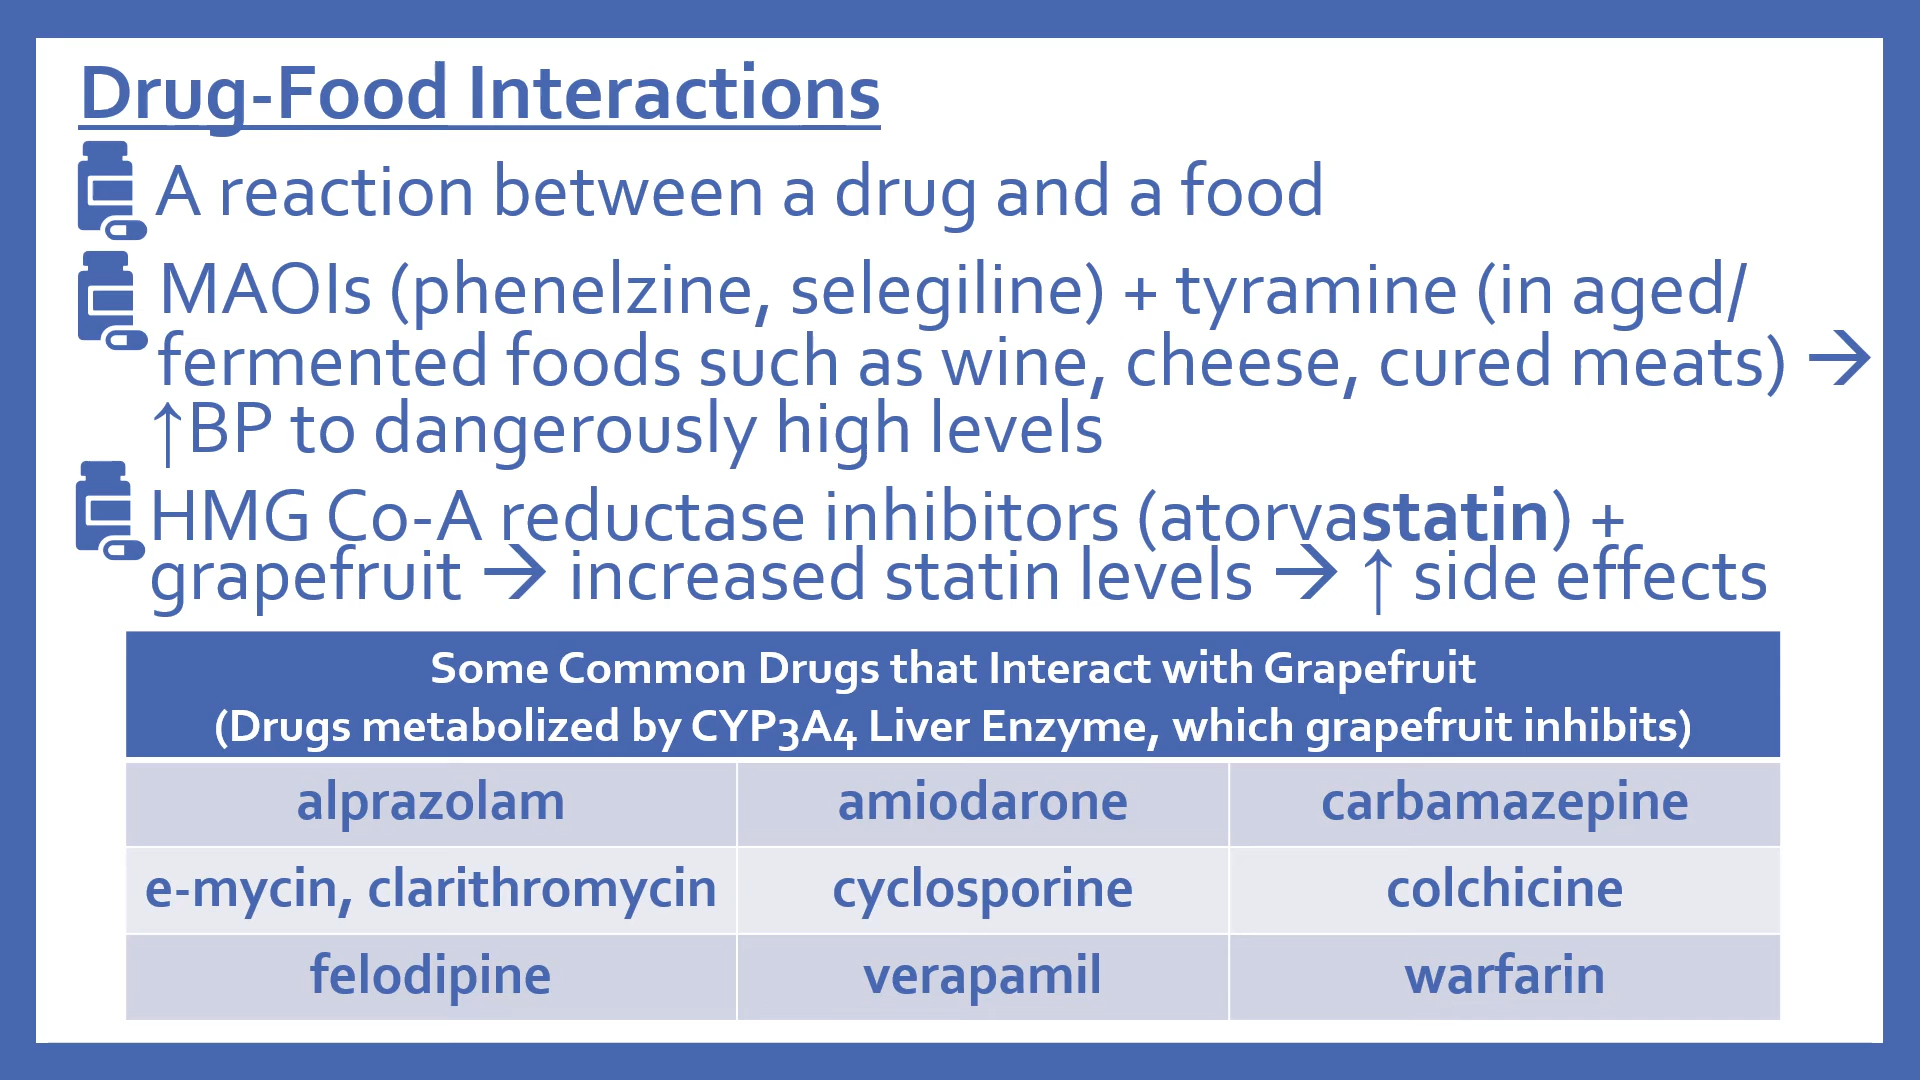 Drug-Food Interactions
A reaction between a drug and a food
MAOIs (phenelzine, selegiline) + tyramine (in aged/
fermented foods such as wine, cheese, cured meats) →
↑BP to dangerously high levels
HMG Co-A reductase inhibitors (atorvastatin) +
grapefruit → increased statin levels → ↑ side effects
Some Common Drugs that Interact with Grapefruit
(Drugs metabolized by CYP3A4 Liver Enzyme, which grapefruit inhibits)
alprazolam amiodarone carbamazepine
e-mycin, clarithromycin cyclosporine colchicine
felodipine verapamil warfarin